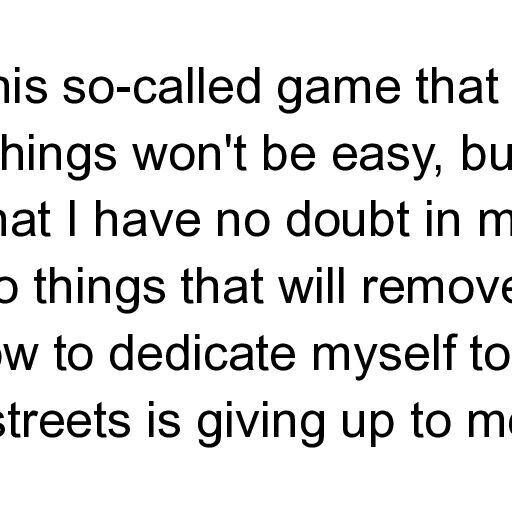 his so-called game that
hings won't be easy, bu
hat I have no doubt in m
o things that will remove
ow to dedicate myself to
streets is giving up to me